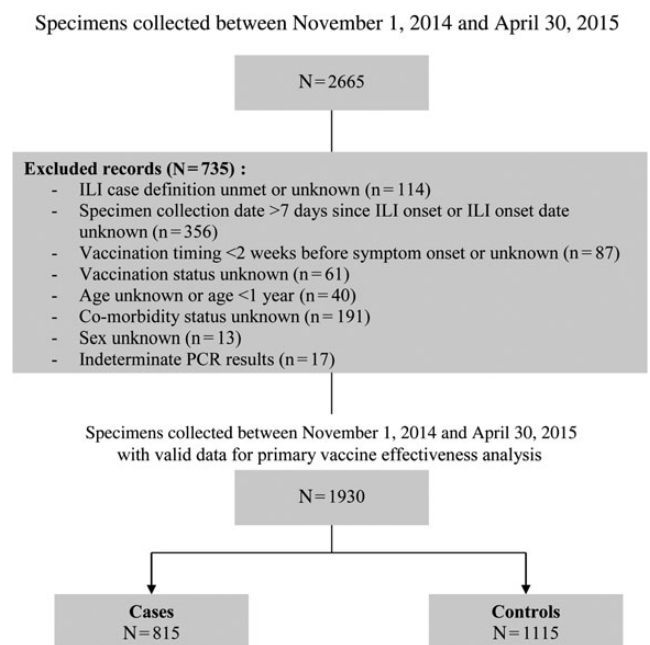 Specimens collected between November 1, 2014 and April 30, 2015
N=2665
Excluded records (N=735) :
- ILI case definition unmet or unknown (n=114)
- Specimen collection date >7 days since ILI onset or ILI onset date
unknown (n=356)
- Vaccination timing <2 weeks before symptom onset or unknown (n=87)
- Vaccination status unknown (n=61)
- Age unknown or age <1 year (n=40)
- Co-morbidity status unknown (n=191)
- Sex unknown (n=13)
- Indeterminate PCR results (n=17)
Specimens collected between November 1, 2014 and April 30, 2015
with valid data for primary vaccine effectiveness analysis
N=1930
Cases
N=815
Controls
N=1115